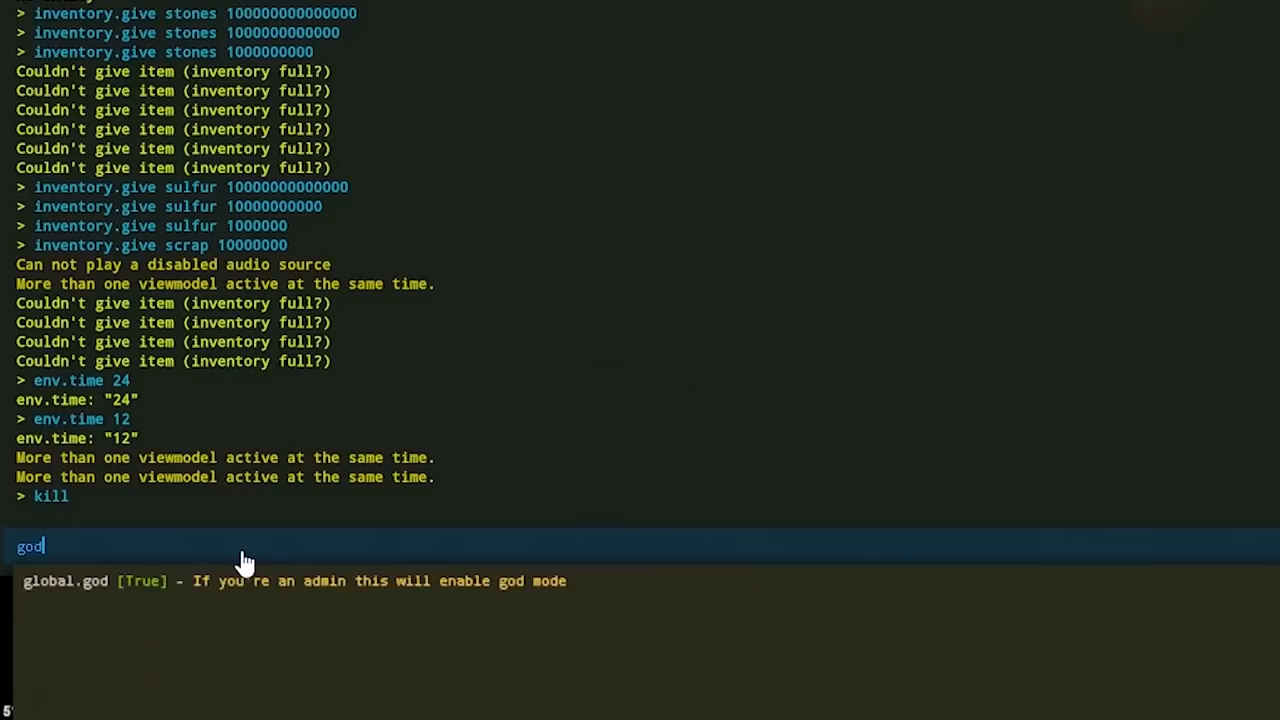 > inventory.give stones 100000000000000
> inventory.give stones 1000000000000
> inventory.give stones 1000000000
Couldn't give item (inventory full?)
Couldn't give item (inventory full?)
Couldn't give item (inventory full?)
Couldn't give item (inventory full?)
Couldn't give item (inventory full?)
Couldn't give item (inventory full?)
> inventory.give sulfur 10000000000000
> inventory.give sulfur 10000000000
> inventory.give sulfur 1000000
> inventory.give scrap 10000000
Can not play a disabled audio source
More than one viewmodel active at the same time.
Couldn't give item (inventory full?)
Couldn't give item (inventory full?)
Couldn't give item (inventory full?)
Couldn't give item (inventory full?)
> env.time 24
env.time: "24"
> env.time 12
env.time: "12"
More than one viewmodel active at the same time.
More than one viewmodel active at the same time.
> kill
god
global.god [True] - If you're an admin this will enable god mode